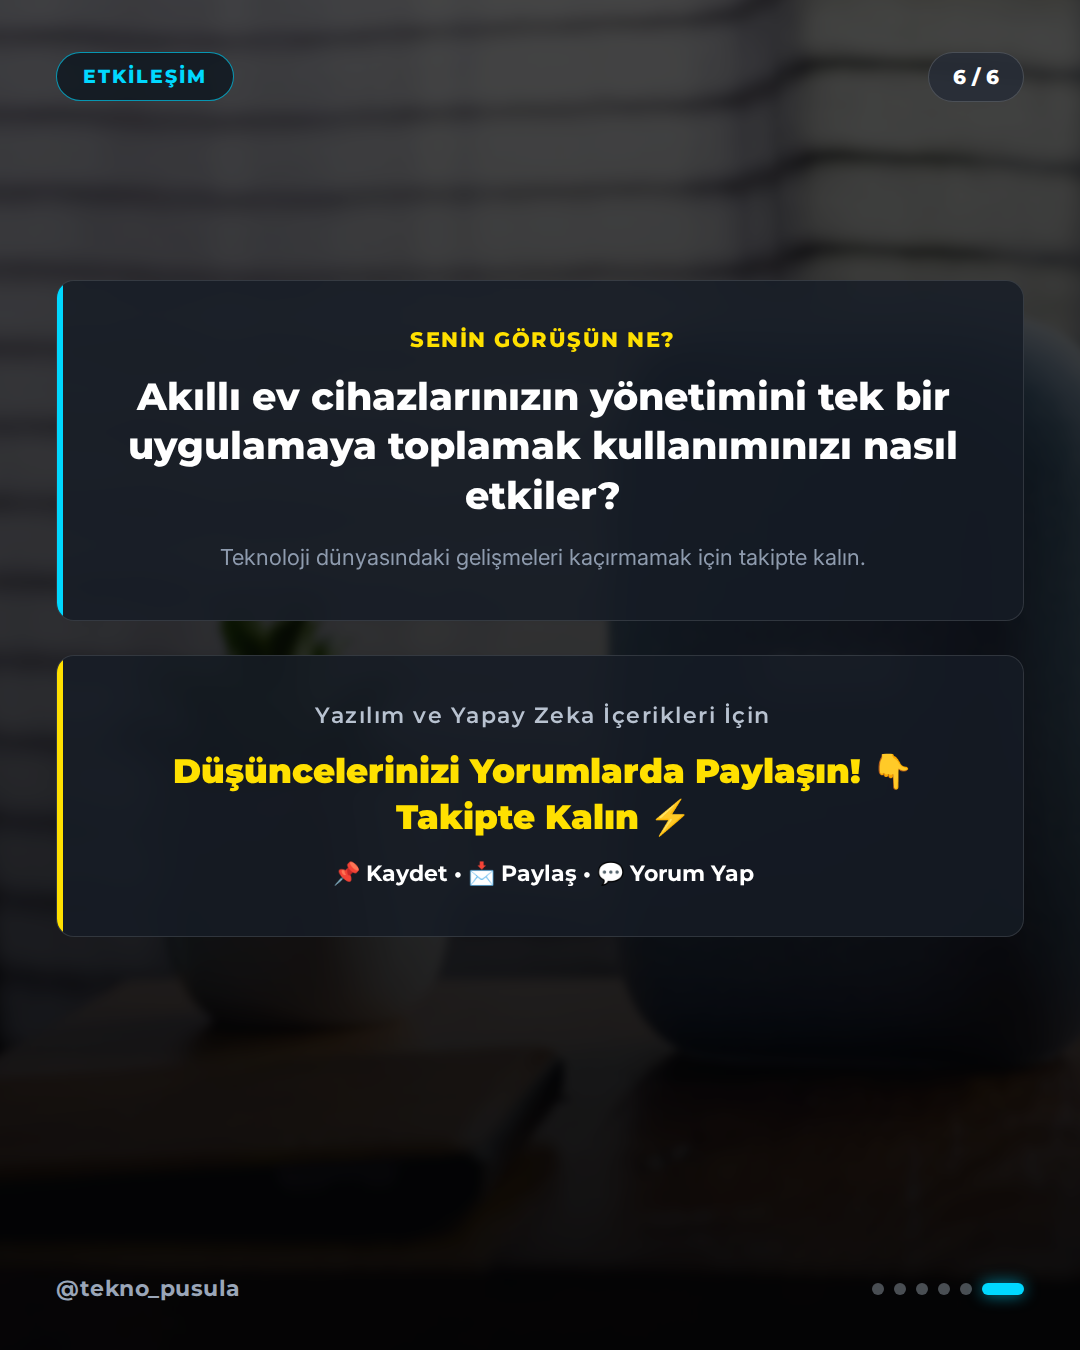 ETKİLEŞİM
6 / 6
SENİN GÖRÜŞÜN NE?
Akıllı ev cihazlarınızın yönetimini tek bir
uygulamaya toplamak kullanımınızı nasıl
etkiler?
Teknoloji dünyasındaki gelişmeleri kaçırmamak için takipte kalın.
Yazılım ve Yapay Zeka İçerikleri İçin
Düşüncelerinizi Yorumlarda Paylaşın! 👇
Takipte Kalın ⚡
📌 Kaydet • 📩 Paylaş • 💬 Yorum Yap
@tekno_pusula